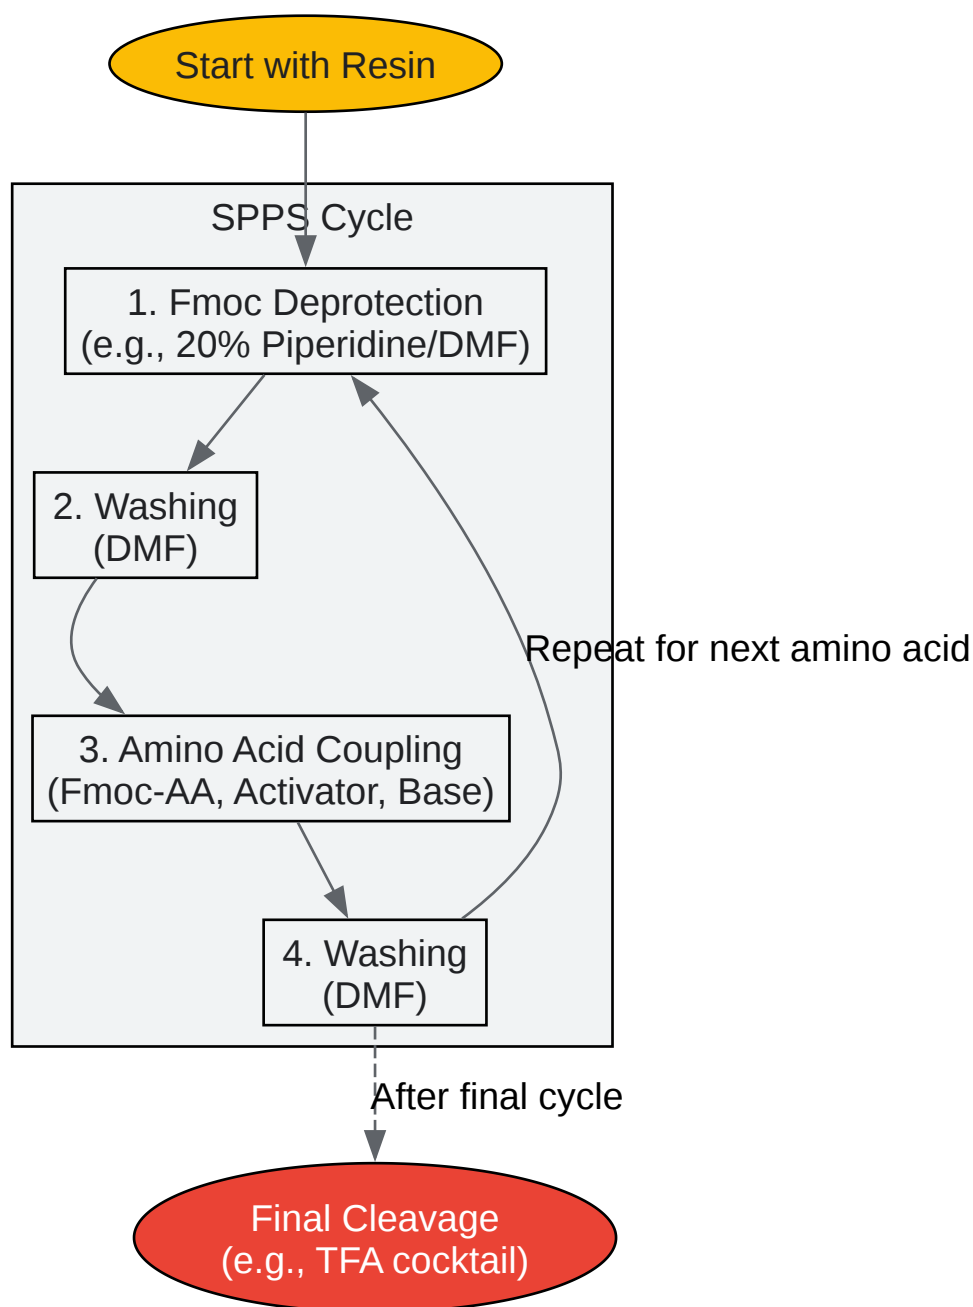 Start with Resin
SPPS Cycle
1. Fmoc Deprotection
(e.g., 20% Piperidine/DMF)
2. Washing
(DMF)
Repeat for next amino acid
3. Amino Acid Coupling
(Fmoc-AA, Activator, Base)
4. Washing
(DMF)
After final cycle
Final Cleavage
(e.g., TFA cocktail)